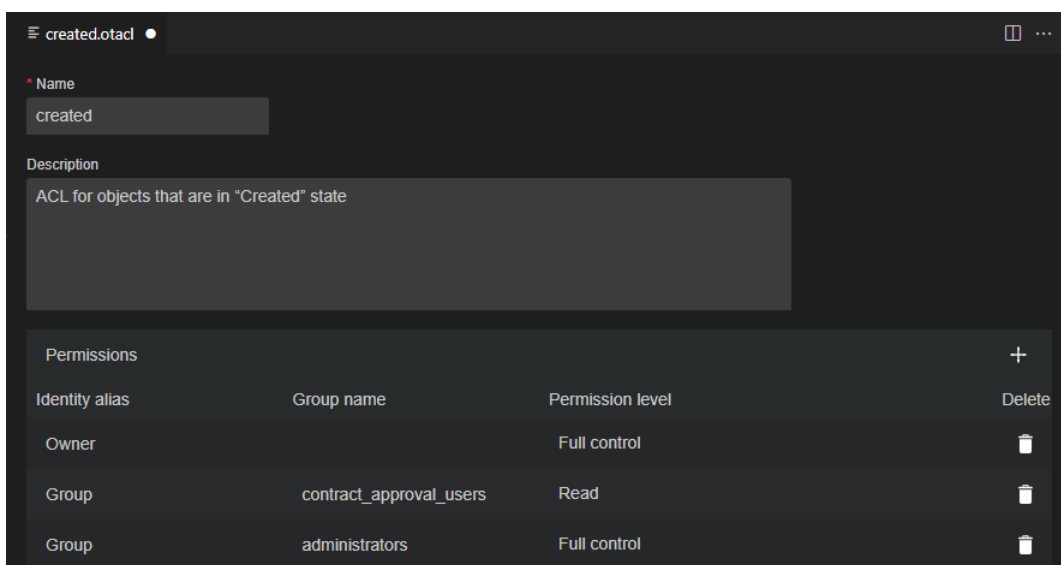 created.otacl
* Name
created
Description
ACL for objects that are in “Created” state
Permissions
Identity alias Group name Permission level Delete
Owner Full control
Group contract_approval_users Read
Group administrators Full control